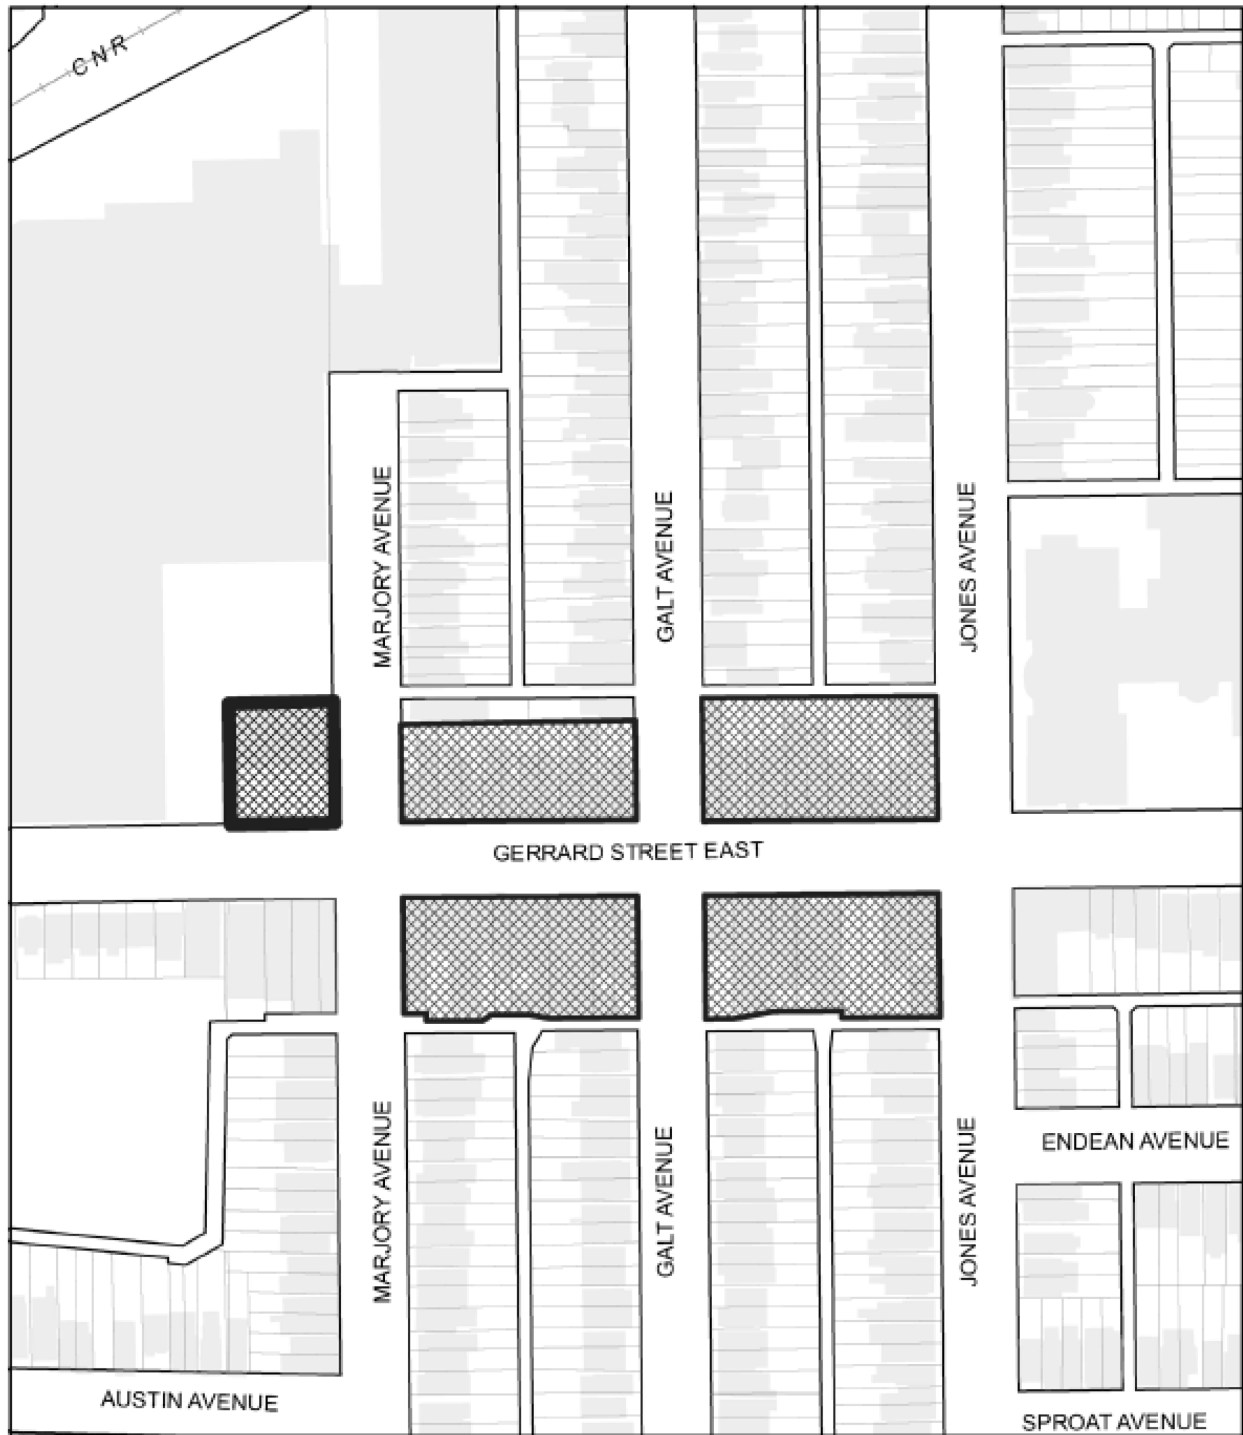 CNR
MARJORY AVENUE
GALT AVENUE
JONES AVENUE
GERRARD STREET EAST
MARJORY AVENUE
GALT AVENUE
JONES AVENUE
ENDEAN AVENUE
AUSTIN AVENUE
SPROAT AVENUE